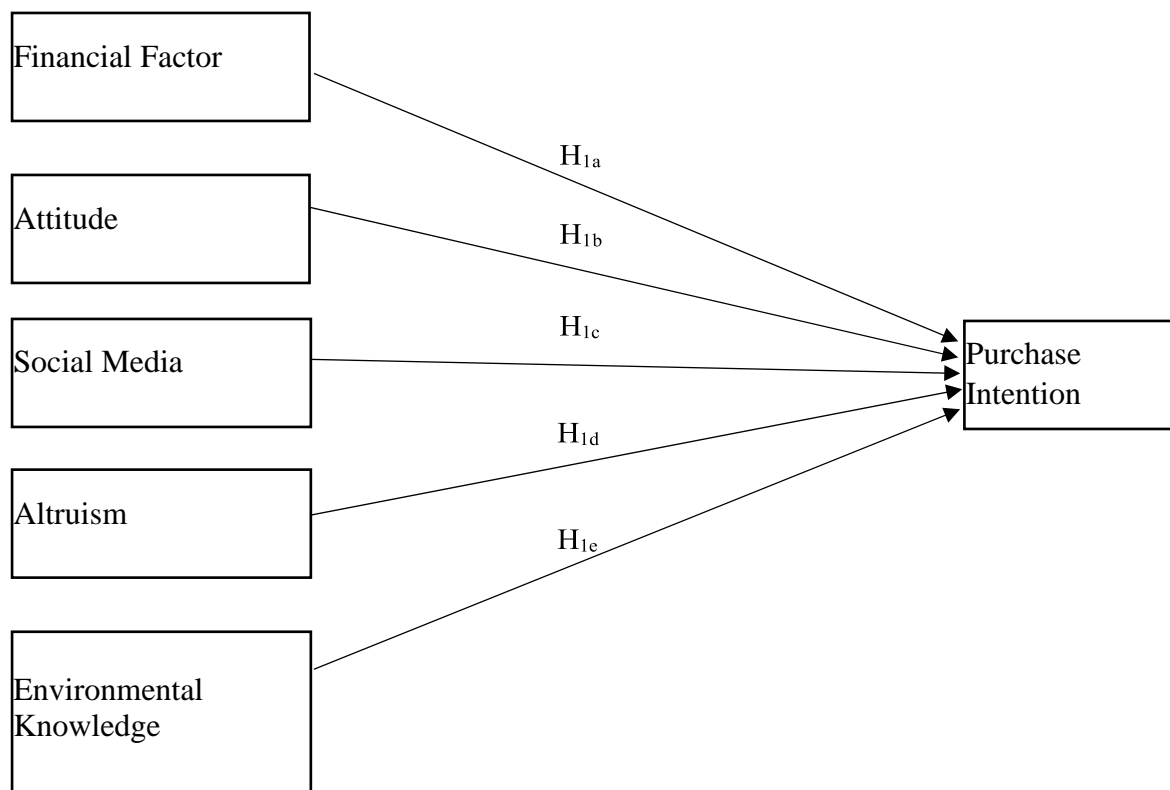 Financial Factor
H1a
Attitude
H1b
Social Media
H1c
Purchase
Intention
H1d
Altruism
H1e
Environmental
Knowledge